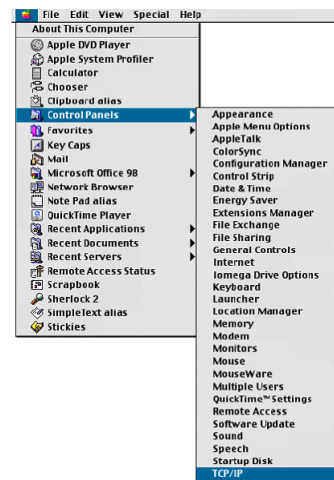 File Edit View Special Help
About This Computer
Apple DVD Player
Apple System Profiler
Calculator
Chooser
Clipboard alias
Control Panels
Favorites
Key Caps
Mail
Microsoft Office 98
Network Browser
Note Pad alias
QuickTime Player
Recent Applications
Recent Documents
Recent Servers
Remote Access Status
Scrapbook
Sherlock 2
SimpleText alias
Stickies
Appearance
Apple Menu Options
AppleTalk
ColorSync
Configuration Manager
Control Strip
Date & Time
Energy Saver
Extensions Manager
File Exchange
File Sharing
General Controls
Internet
Iomega Drive Options
Keyboard
Launcher
Location Manager
Memory
Modem
Monitors
Mouse
MouseWare
Multiple Users
QuickTime™ Settings
Remote Access
Software Update
Sound
Speech
Startup Disk
TCP/IP